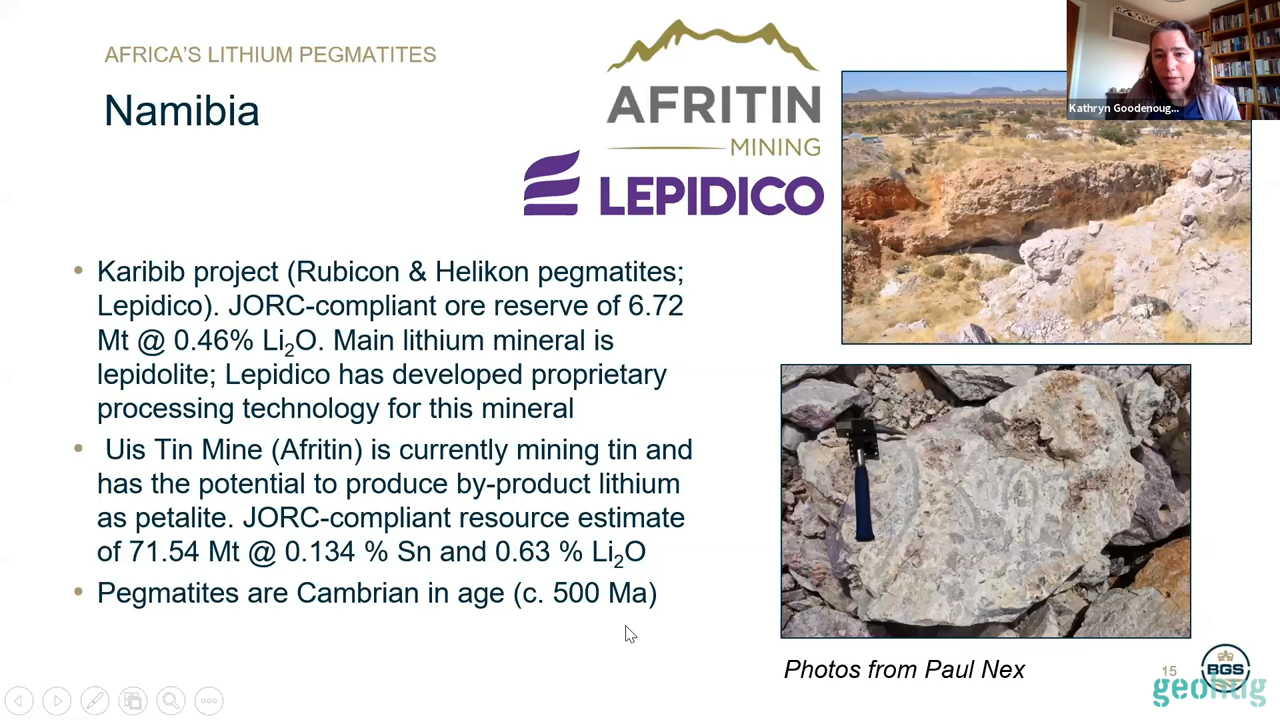 AFRICA'S LITHIUM PEGMATITES
Namibia
AFRITIN
MINING
LEPIDICO
Kathryn Goodenoug...
• Karibib project (Rubicon & Helikon pegmatites;
Lepidico). JORC-compliant ore reserve of 6.72
Mt @ 0.46% Li₂O. Main lithium mineral is
lepidolite; Lepidico has developed proprietary
processing technology for this mineral
• Uis Tin Mine (Afritin) is currently mining tin and
has the potential to produce by-product lithium
as petalite. JORC-compliant resource estimate
of 71.54 Mt @ 0.134 % Sn and 0.63 % Li₂O
• Pegmatites are Cambrian in age (c. 500 Ma)
Photos from Paul Nex
15
BGS
geohug